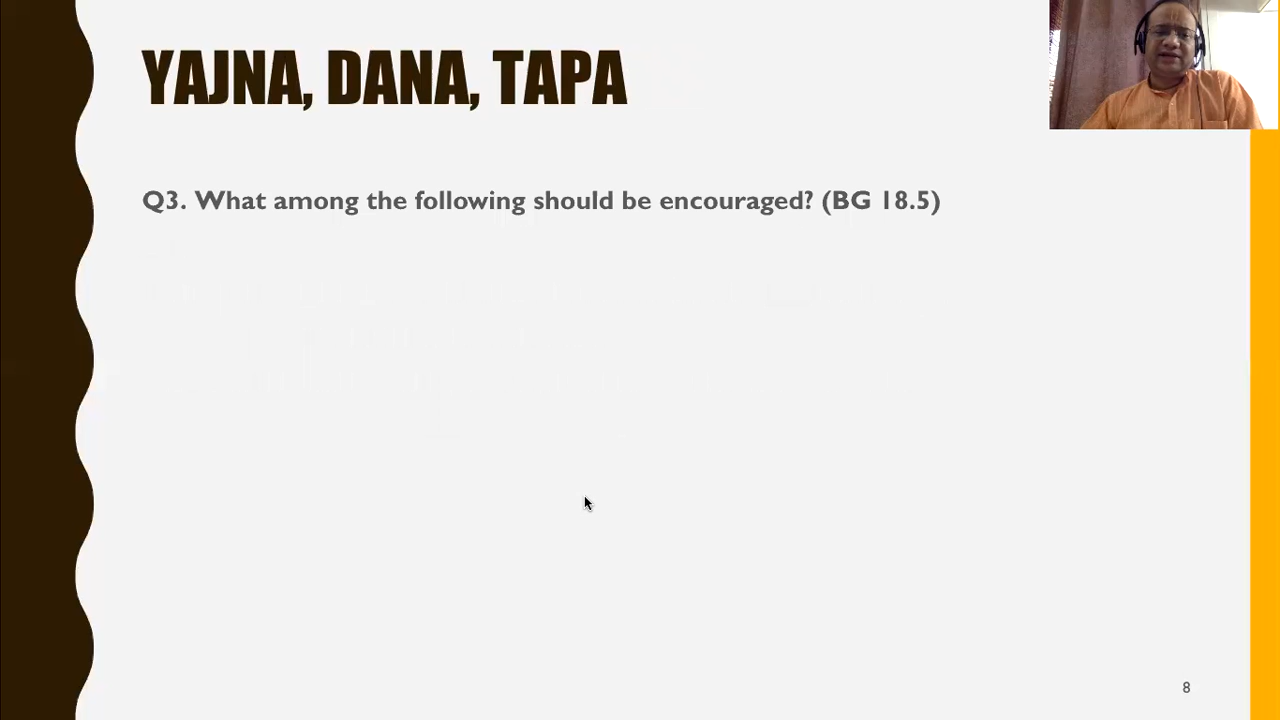 YAJNA, DANA, TAPA
Q3. What among the following should be encouraged? (BG 18.5)
8